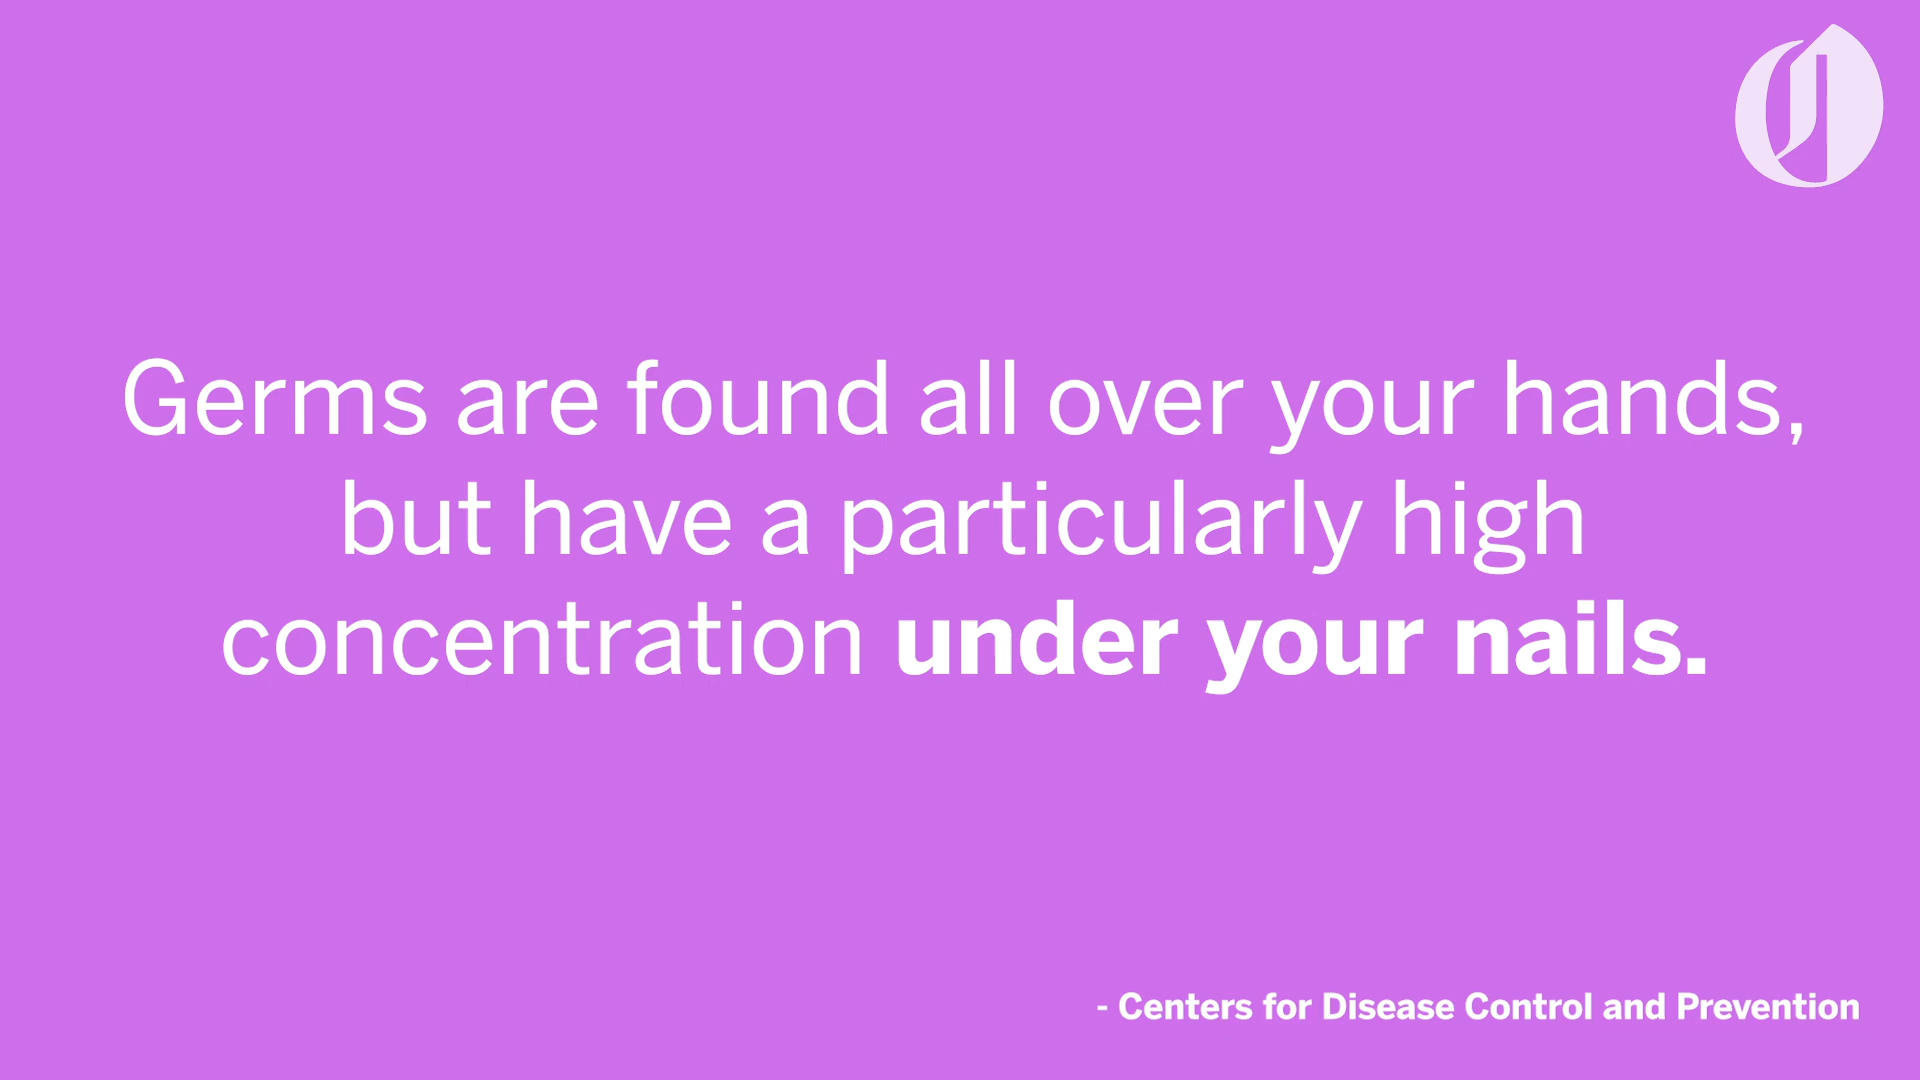 Germs are found all over your hands,
but have a particularly high
concentration under your nails.
- Centers for Disease Control and Prevention